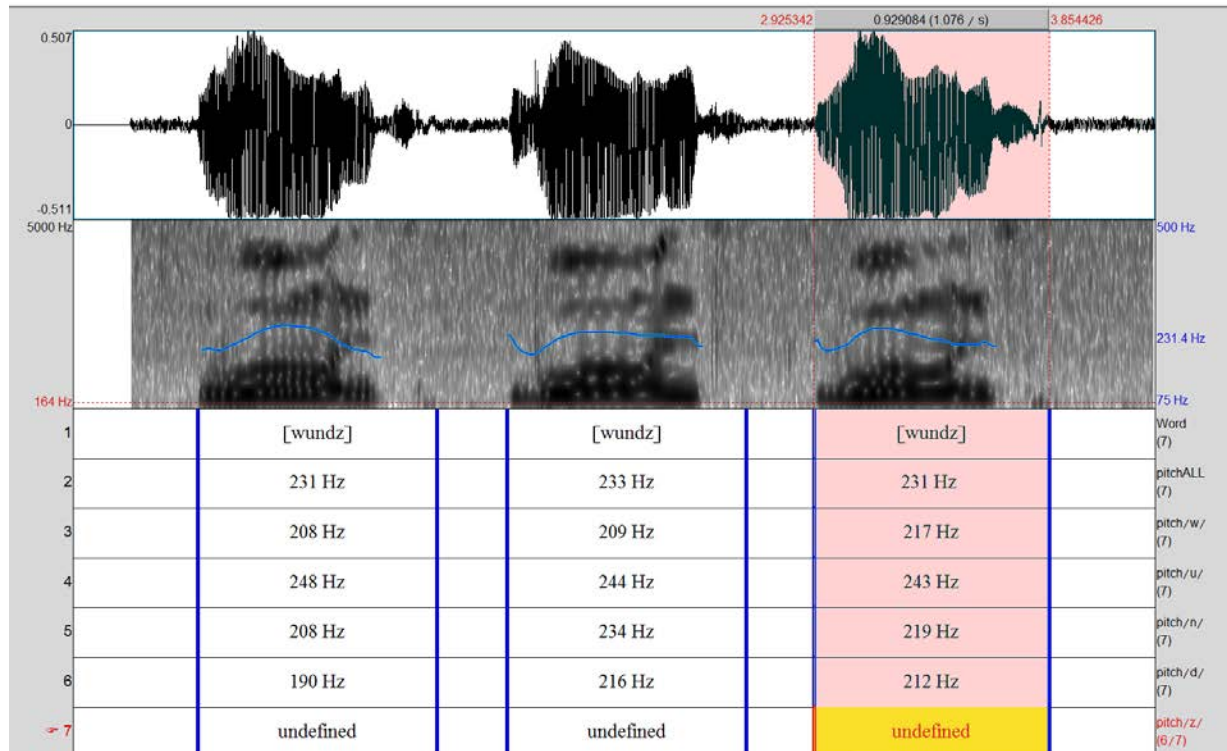 2.925342 0.929084 (1.076 / s) 3.854426
0.507
0
-0.511
5000 Hz 500 Hz
231.4 Hz
164 Hz 75 Hz
1 [wundz] [wundz] [wundz] Word (7)
2 231 Hz 233 Hz 231 Hz pitchALL (7)
3 208 Hz 209 Hz 217 Hz pitch/w/ (7)
4 248 Hz 244 Hz 243 Hz pitch/u/ (7)
5 208 Hz 234 Hz 219 Hz pitch/n/ (7)
6 190 Hz 216 Hz 212 Hz pitch/d/ (7)
☞ 7 undefined undefined undefined pitch/z/ (6/7)